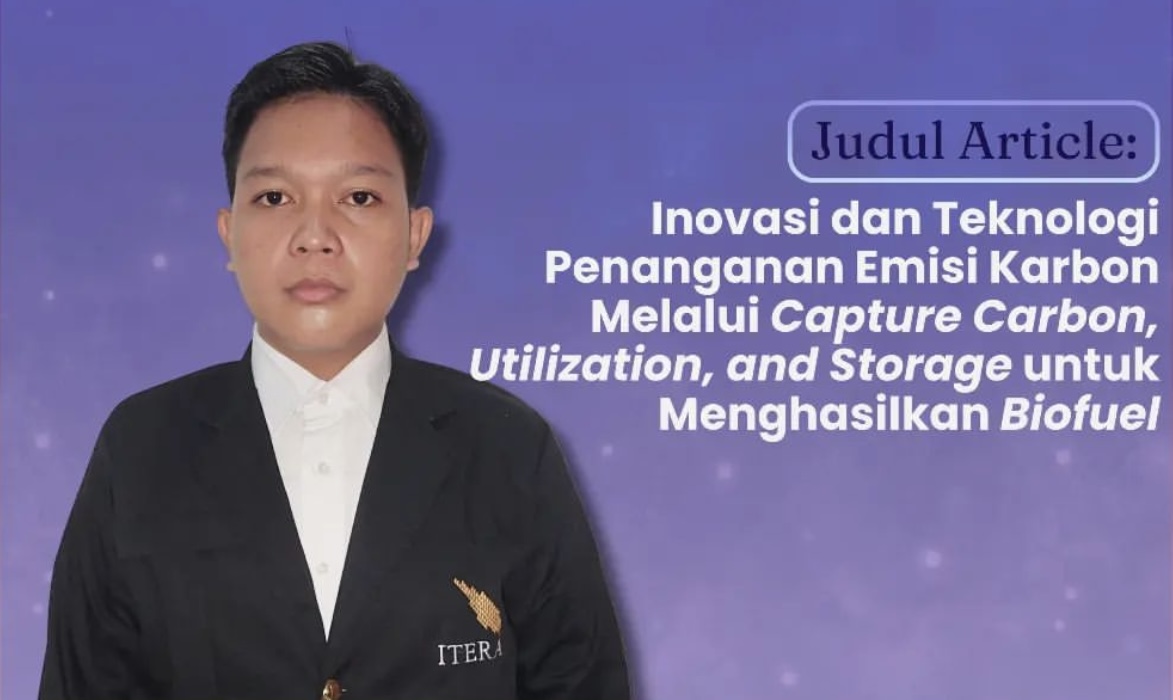 Judul Article:
Inovasi dan Teknologi
Penanganan Emisi Karbon
Melalui Capture Carbon,
Utilization, and Storage untuk
Menghasilkan Biofuel
ITERA